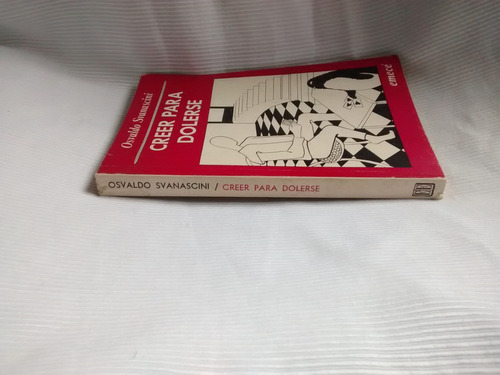 Osvaldo Svanascini
CREER PARA
DOLERSE
emecé
OSVALDO SVANASCINI / CREER PARA DOLERSE